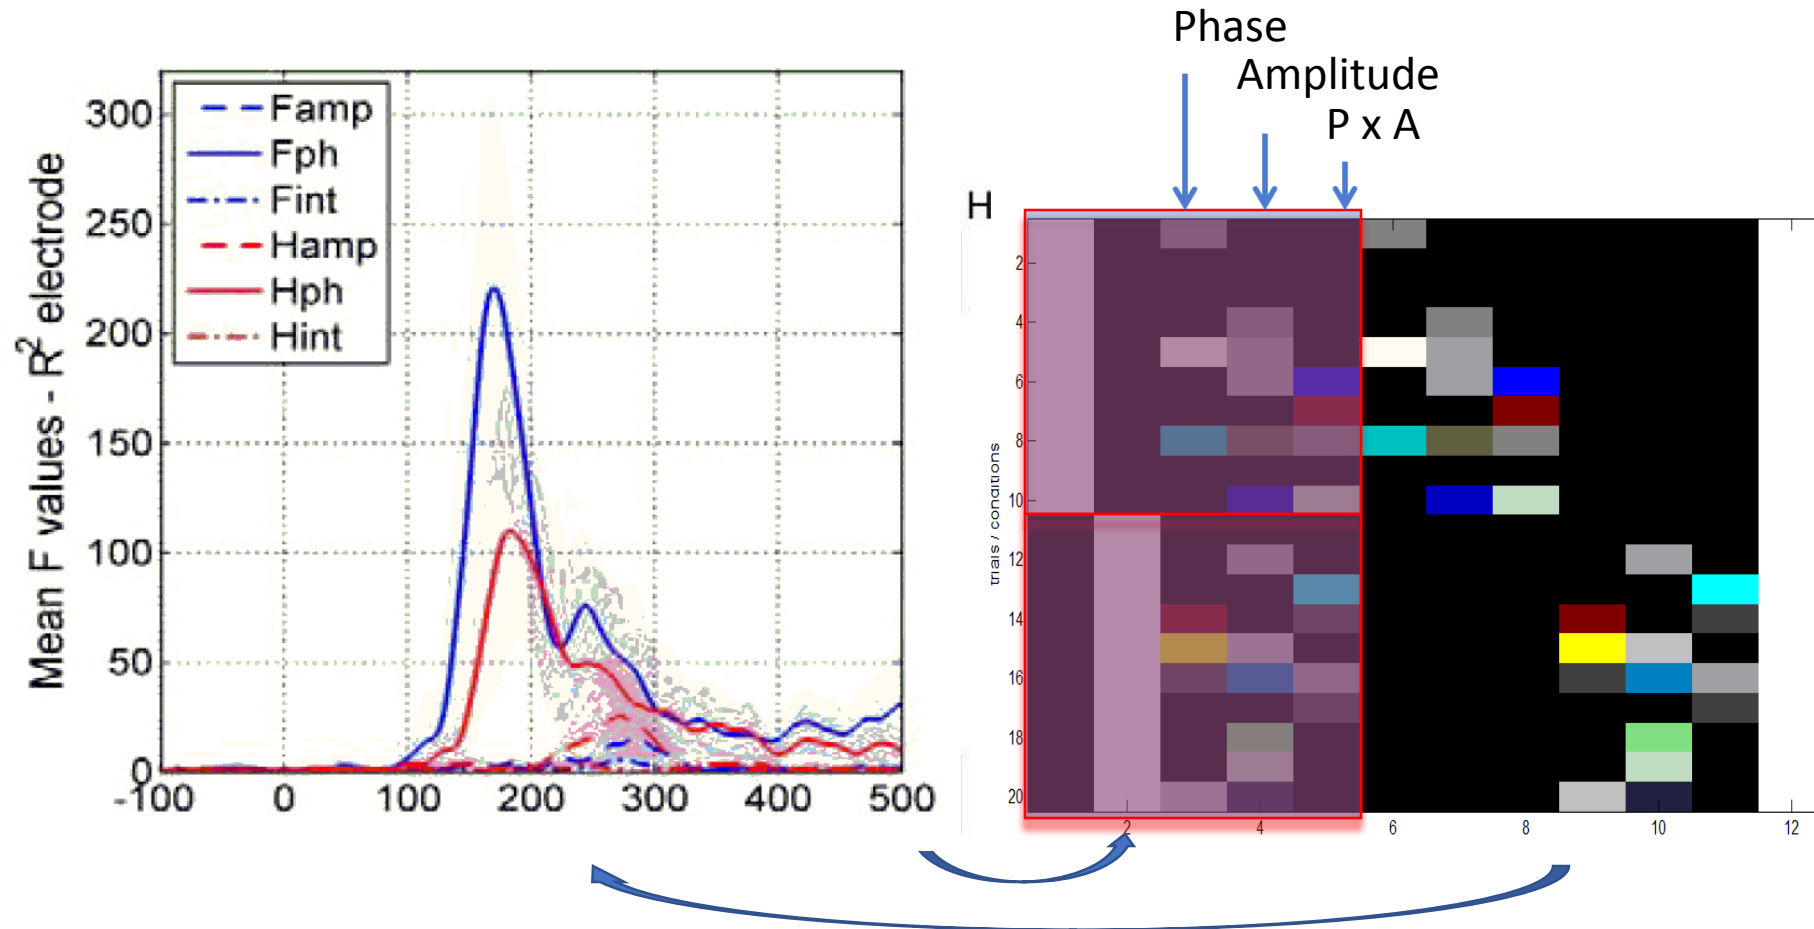 Phase
Amplitude
P x A
300
250
200
150
100
50
0
Mean F values - R² electrode
Famp
Fph
Fint
Hamp
Hph
Hint
-100 0 100 200 300 400 500
H
2
4
6
8
10
12
14
16
18
20
trials / conditions
2 4 6 8 10 12